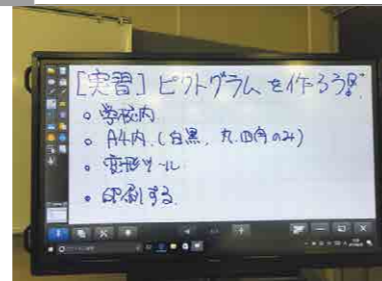 [実習] ピクトグラムを作ろう!!
○ 学校内
○ A4内.(白黒, 丸.四角のみ)
○ 変形ツール
○ 印刷する